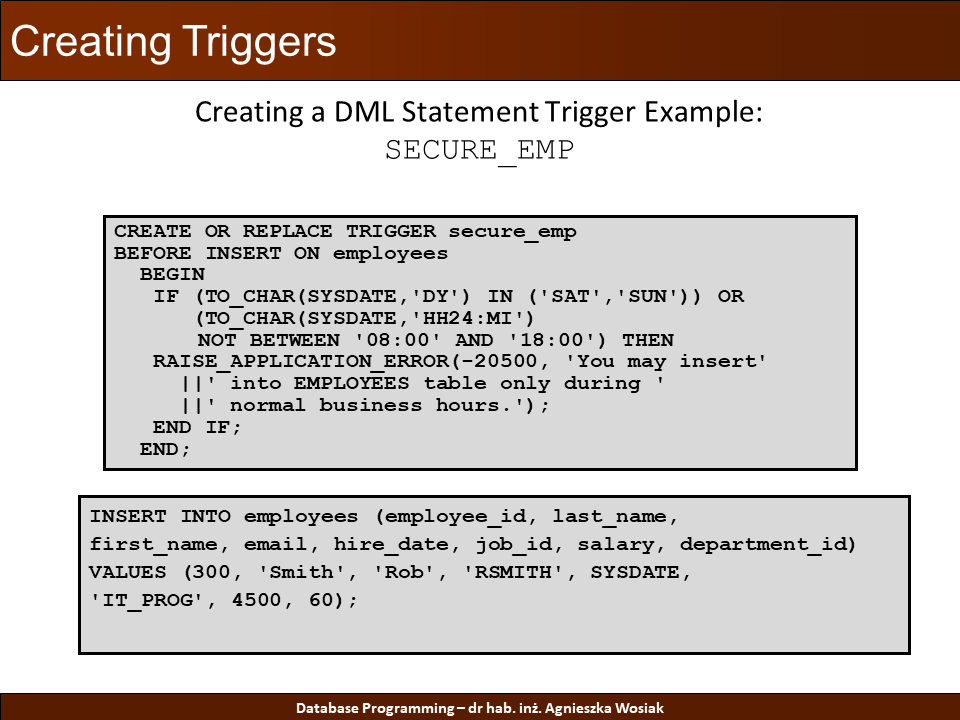 Creating Triggers
Creating a DML Statement Trigger Example:
SECURE_EMP
CREATE OR REPLACE TRIGGER secure_emp
BEFORE INSERT ON employees
BEGIN
IF (TO_CHAR(SYSDATE,'DY') IN ('SAT','SUN')) OR
(TO_CHAR(SYSDATE,'HH24:MI')
NOT BETWEEN '08:00' AND '18:00') THEN
RAISE_APPLICATION_ERROR(-20500, 'You may insert'
||' into EMPLOYEES table only during '
||' normal business hours.');
END IF;
END;
INSERT INTO employees (employee_id, last_name,
first_name, email, hire_date, job_id, salary, department_id)
VALUES (300, 'Smith', 'Rob', 'RSMITH', SYSDATE,
'IT_PROG', 4500, 60);
Database Programming – dr hab. inż. Agnieszka Wosiak